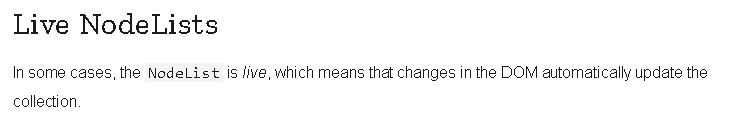 Live NodeLists
In some cases, the NodeList is live, which means that changes in the DOM automatically update the
collection.